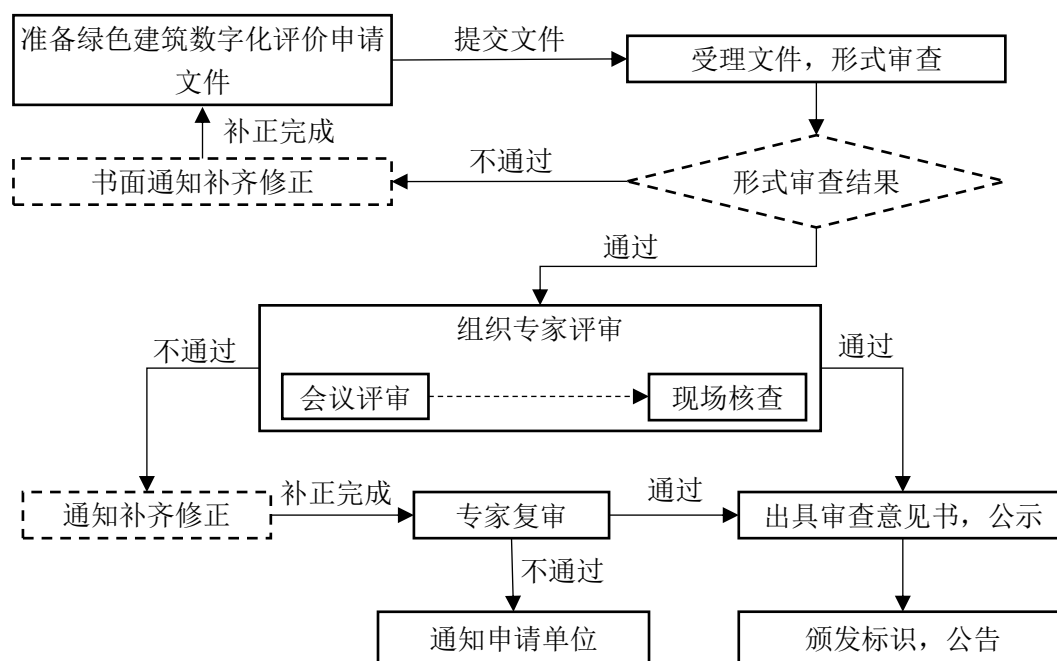 准备绿色建筑数字化评价申请
文件
提交文件
受理文件，形式审查
补正完成
书面通知补齐修正
不通过
形式审查结果
通过
组织专家评审
不通过
通过
会议评审
现场核查
通知补齐修正
补正完成
专家复审
通过
出具审查意见书，公示
不通过
通知申请单位
颁发标识，公告